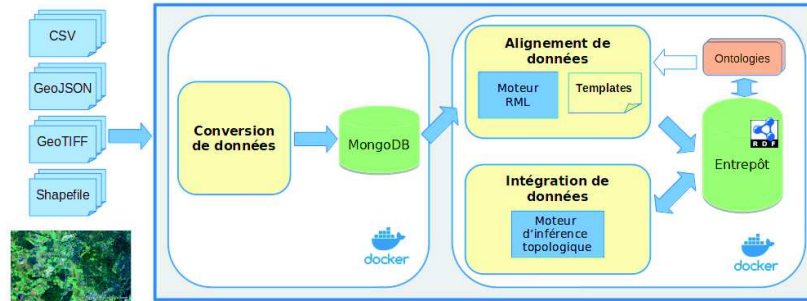 CSV
GeoJSON
GeoTIFF
Shapefile
Conversion
de données
MongoDB
docker
Alignement de
données
Moteur
RML
Templates
Ontologies
RDF
Entrepôt
Intégration de
données
Moteur
d'inférence
topologique
docker